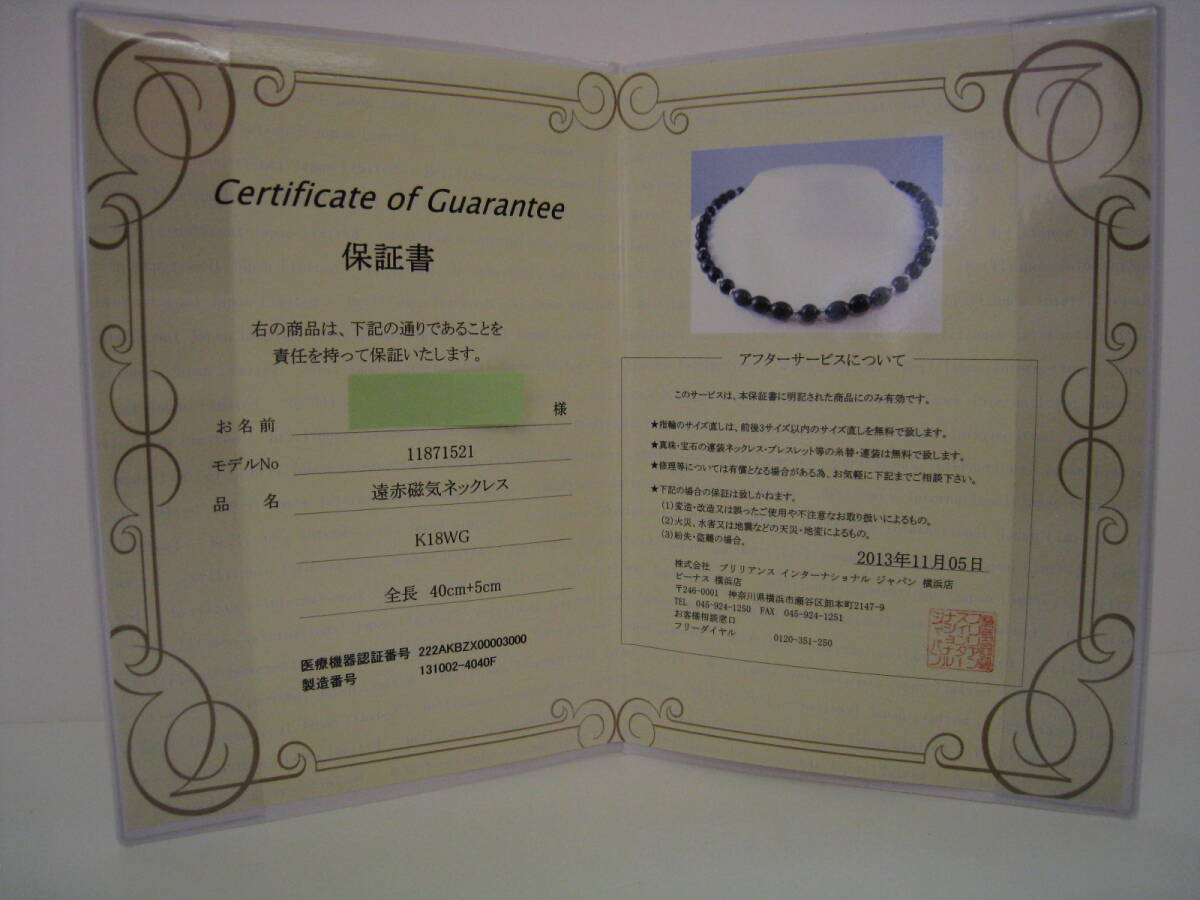 Certificate of Guarantee
保証書
右の商品は、下記の通りであることを
責任を持って保証いたします。
お名前 様
モデルNo 11871521
品 名 遠赤磁気ネックレス
K18WG
全長 40cm+5cm
医療機器認証番号 222AKBZX00003000
製造番号 131002-4040F
アフターサービスについて
このサービスは、本保証書に明記された商品にのみ有効です。
★指輪のサイズ直しは、前後3サイズ以内のサイズ直しを無料で致します。
★真珠・宝石の連装ネックレス・ブレスレット等の糸替・連装は無料で致します。
★修理等については有償となる場合がある為、お気軽に下記までご相談下さい。
★下記の場合の保証は致しかねます。
(1)変造・改造又は誤ったご使用や不注意なお取り扱いによるもの。
(2)火災、水害又は地震などの天災・地変によるもの。
(3)紛失・盗難の場合。
2013年11月05日
株式会社 ブリリアンス インターナショナル ジャパン 横浜店
ビーナス 横浜店
〒246-0001 神奈川県横浜市瀬谷区卸本町2147-9
TEL 045-924-1250 FAX 045-924-1251
お客様相談窓口
フリーダイヤル 0120-351-250